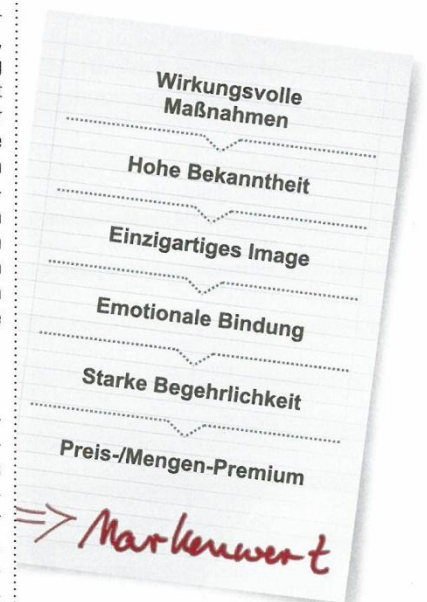 Wirkungsvolle
Maßnahmen
Hohe Bekanntheit
Einzigartiges Image
Emotionale Bindung
Starke Begehrlichkeit
Preis-/Mengen-Premium
=> Markenwert